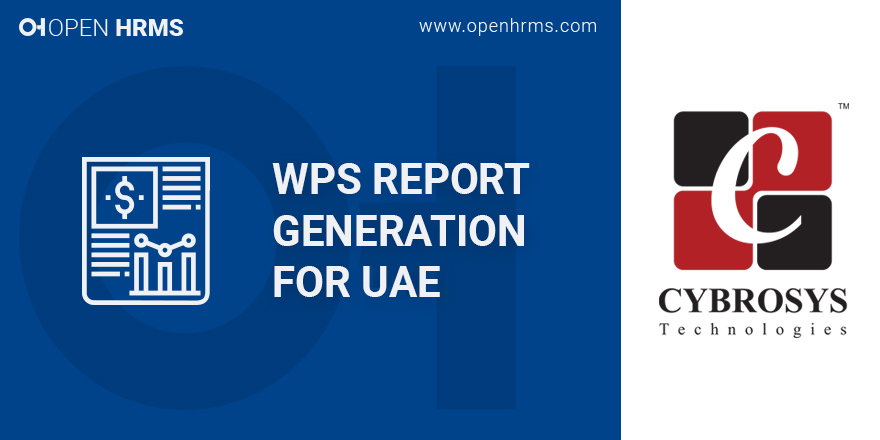 OPEN HRMS
www.openhrms.com
$
WPS REPORT
GENERATION
FOR UAE
TM
C
CYBROSYS
Technologies